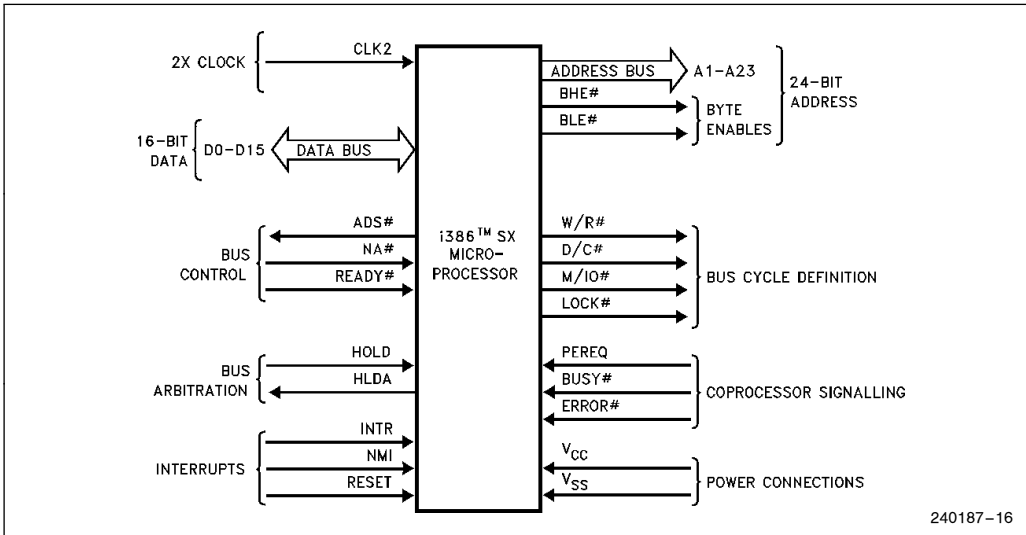 2X CLOCK
CLK2
16-BIT
DATA
D0-D15
DATA BUS
BUS
CONTROL
ADS#
NA#
READY#
BUS
ARBITRATION
HOLD
HLDA
INTERRUPTS
INTR
NMI
RESET
i386™ SX
MICRO-
PROCESSOR
ADDRESS BUS
A1-A23
BHE#
BLE#
BYTE
ENABLES
24-BIT
ADDRESS
W/R#
D/C#
M/IO#
LOCK#
BUS CYCLE DEFINITION
PEREQ
BUSY#
ERROR#
COPROCESSOR SIGNALLING
VCC
VSS
POWER CONNECTIONS
240187-16